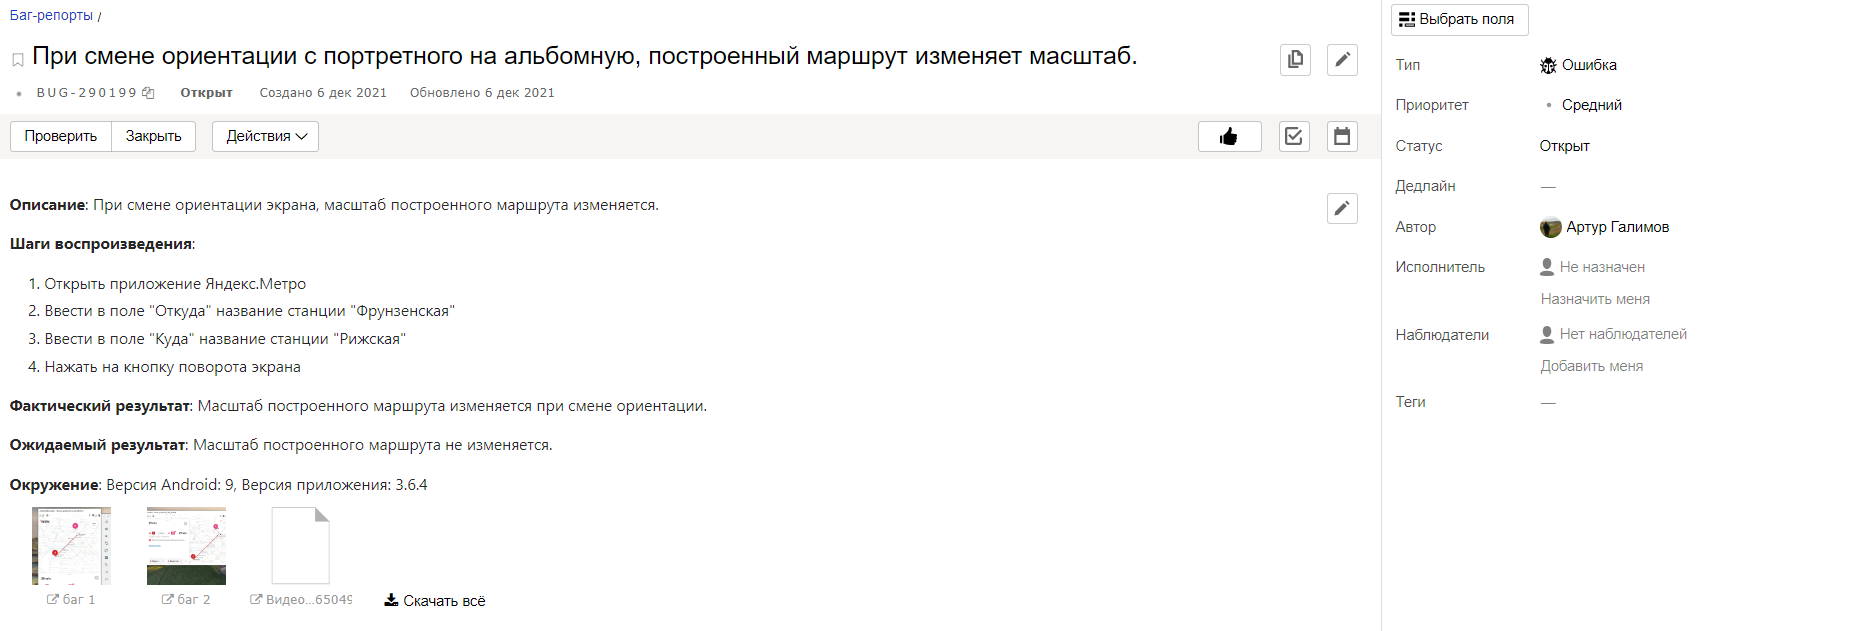 Баг-репорты /
При смене ориентации с портретного на альбомную, построенный маршрут изменяет масштаб.
BUG-290199 Открыт Создано 6 дек 2021 Обновлено 6 дек 2021
Проверить Закрыть Действия
Описание: При смене ориентации экрана, масштаб построенного маршрута изменяется.
Шаги воспроизведения:
1. Открыть приложение Яндекс.Метро
2. Ввести в поле "Откуда" название станции "Фрунзенская"
3. Ввести в поле "Куда" название станции "Рижская"
4. Нажать на кнопку поворота экрана
Фактический результат: Масштаб построенного маршрута изменяется при смене ориентации.
Ожидаемый результат: Масштаб построенного маршрута не изменяется.
Окружение: Версия Android: 9, Версия приложения: 3.6.4
баг 1 баг 2 Видео...65049 Скачать всё
Выбрать поля
Тип Ошибка
Приоритет Средний
Статус Открыт
Дедлайн —
Автор Артур Галимов
Исполнитель Не назначен
Назначить меня
Наблюдатели Нет наблюдателей
Добавить меня
Теги —